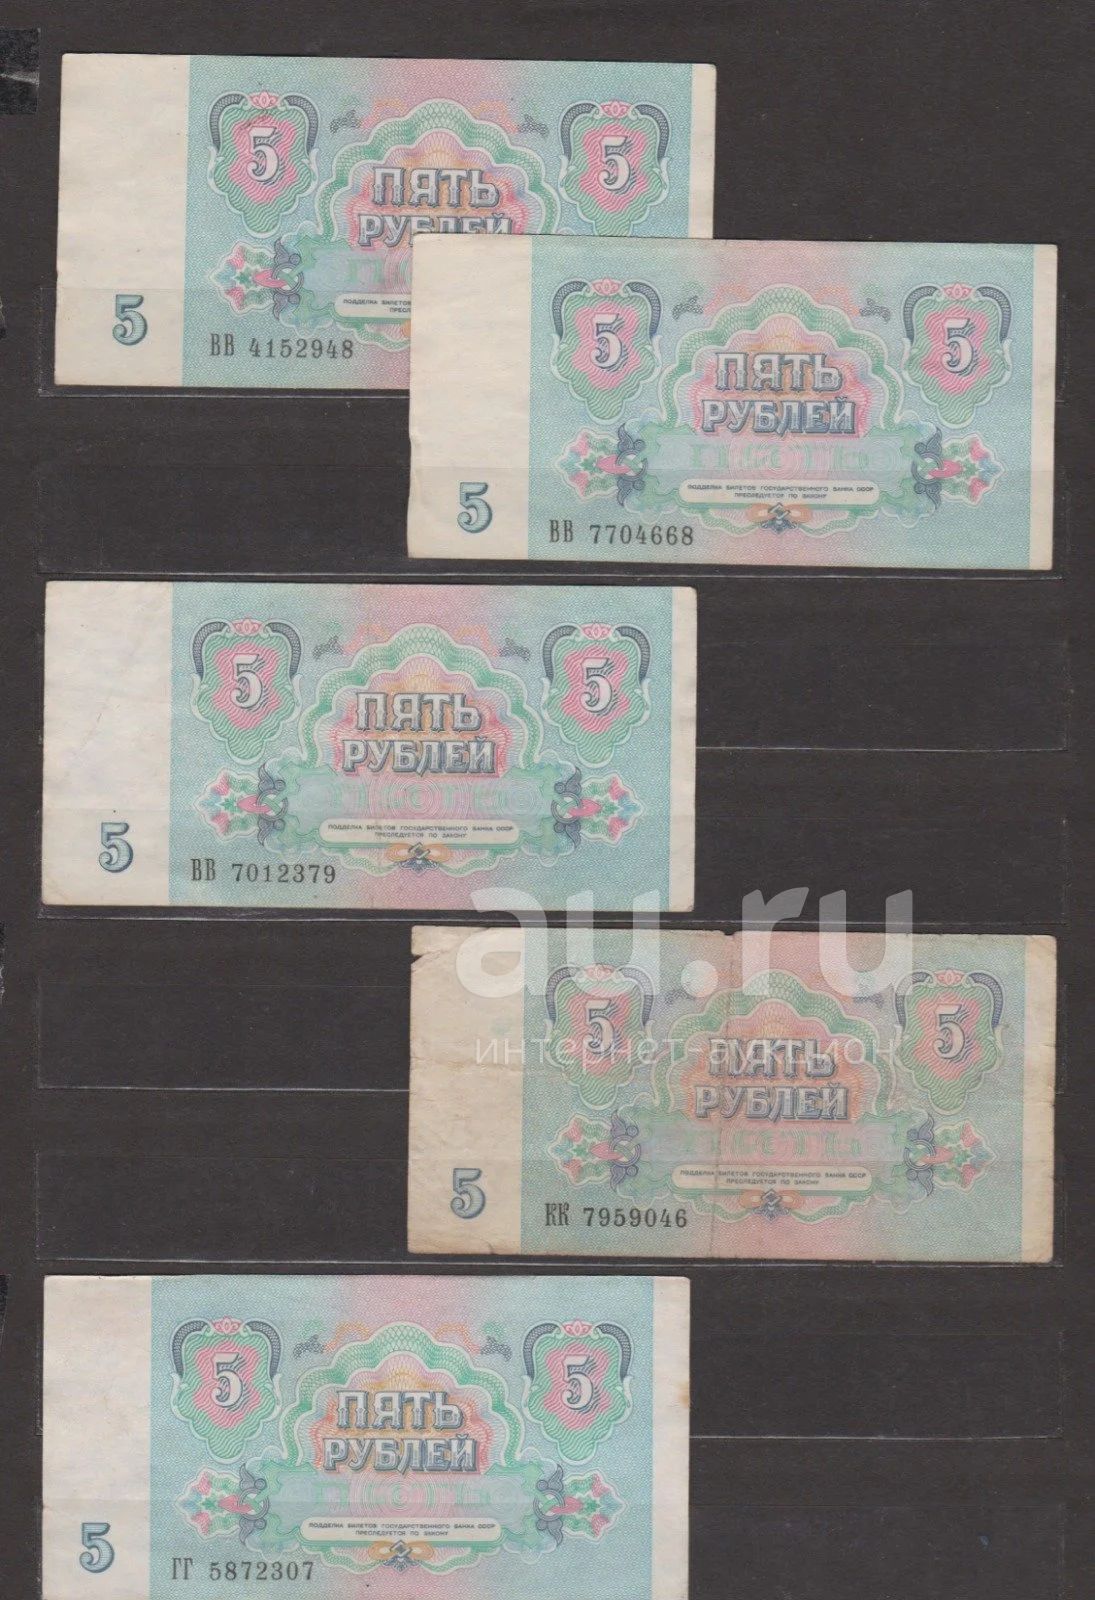 5 5
ПЯТЬ
РУБЛЕЙ
ПОДДЕЛКА БИЛЕТОВ
5
ВВ 4152948
5 5
ПЯТЬ
РУБЛЕЙ
ПОДДЕЛКА БИЛЕТОВ ГОСУДАРСТВЕННОГО БАНКА СССР
ПРЕСЛЕДУЕТСЯ ПО ЗАКОНУ
5
ВВ 7704668
5 5
ПЯТЬ
РУБЛЕЙ
ПОДДЕЛКА БИЛЕТОВ ГОСУДАРСТВЕННОГО БАНКА СССР
ПРЕСЛЕДУЕТСЯ ПО ЗАКОНУ
5
ВВ 7012379
au.ru
интернет-аукцион
5 5
ПЯТЬ
РУБЛЕЙ
ПОДДЕЛКА БИЛЕТОВ ГОСУДАРСТВЕННОГО БАНКА СССР
ПРЕСЛЕДУЕТСЯ ПО ЗАКОНУ
5
КК 7959046
5 5
ПЯТЬ
РУБЛЕЙ
ПОДДЕЛКА БИЛЕТОВ ГОСУДАРСТВЕННОГО БАНКА СССР
ПРЕСЛЕДУЕТСЯ ПО ЗАКОНУ
5
ГГ 5872307